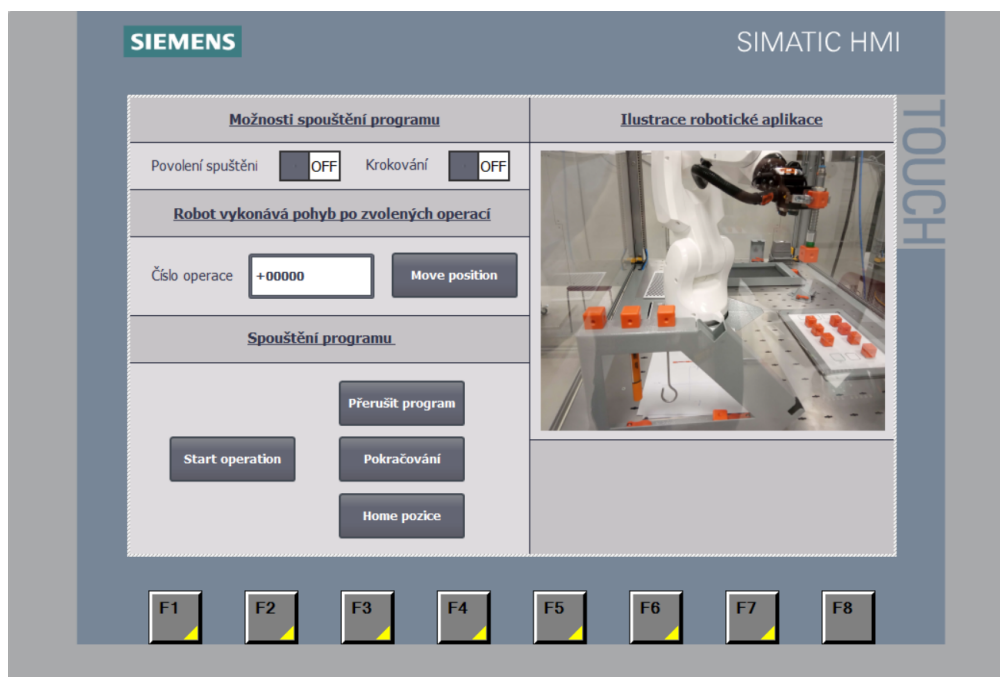 SIEMENS
SIMATIC HMI
TOUCH
Možnosti spouštění programu
Ilustrace robotické aplikace
Povolení spuštěni OFF Krokování OFF
Robot vykonává pohyb po zvolených operací
Číslo operace +00000 Move position
Spouštění programu
Přerušit program
Start operation
Pokračování
Home pozice
F1 F2 F3 F4 F5 F6 F7 F8